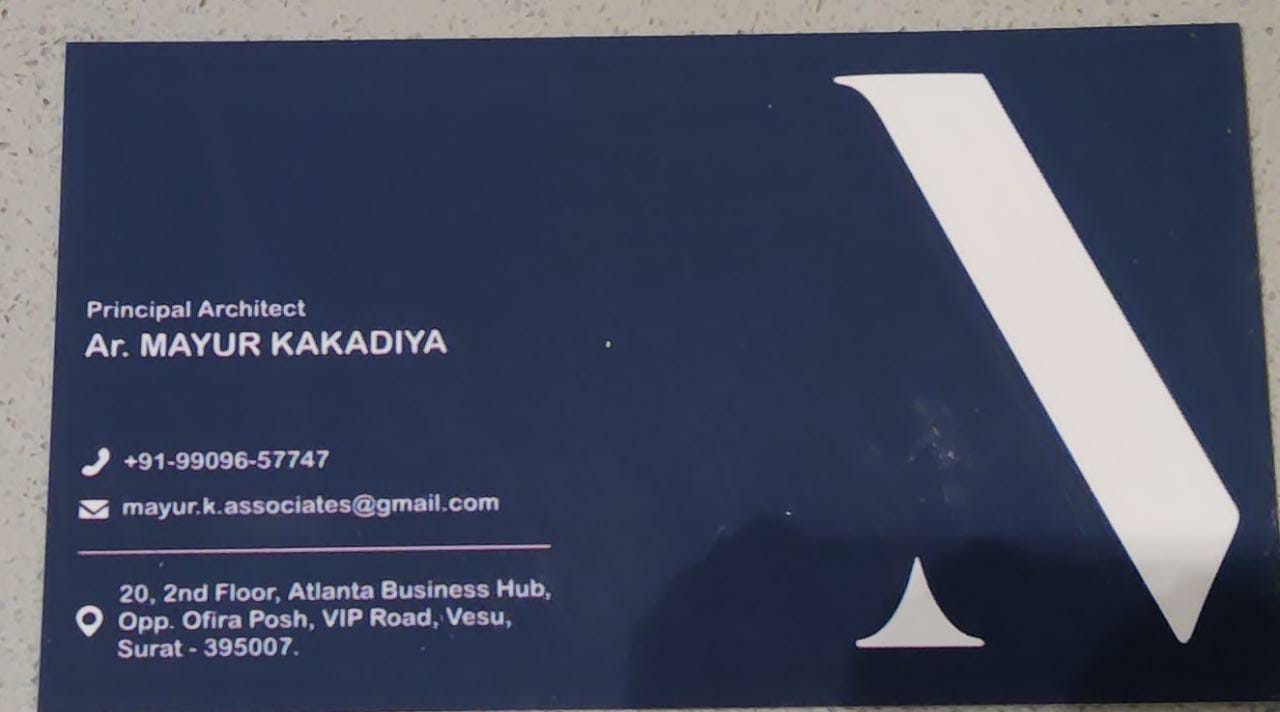 Principal Architect
Ar. MAYUR KAKADIYA
+91-99096-57747
mayur.k.associates@gmail.com
20, 2nd Floor, Atlanta Business Hub,
Opp. Ofira Posh, VIP Road, Vesu,
Surat - 395007.